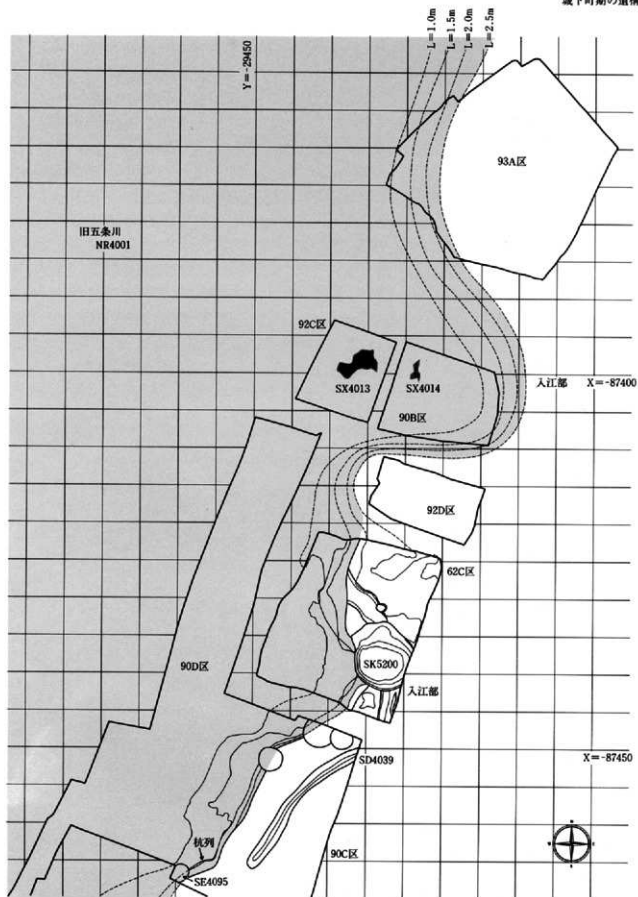 城下町期の遺構
L=1.0m
L=1.5m
L=2.0m
L=2.5m
Y=-29450
93A区
旧五条川
NR4001
92C区
SX4013
SX4014
入江部
X=-87400
90B区
92D区
62C区
SK5200
90D区
入江部
SD4039
X=-87450
杭列
90C区
SE4095